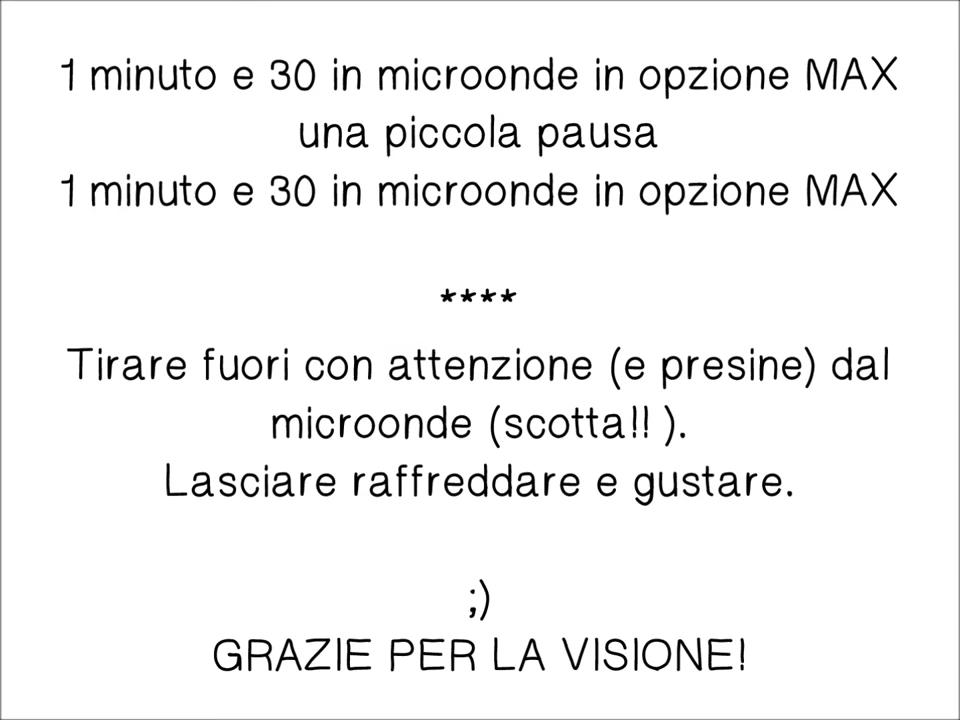 1 minuto e 30 in microonde in opzione MAX
una piccola pausa
1 minuto e 30 in microonde in opzione MAX
****
Tirare fuori con attenzione (e presine) dal
microonde (scotta!! ).
Lasciare raffreddare e gustare.
;)
GRAZIE PER LA VISIONE!